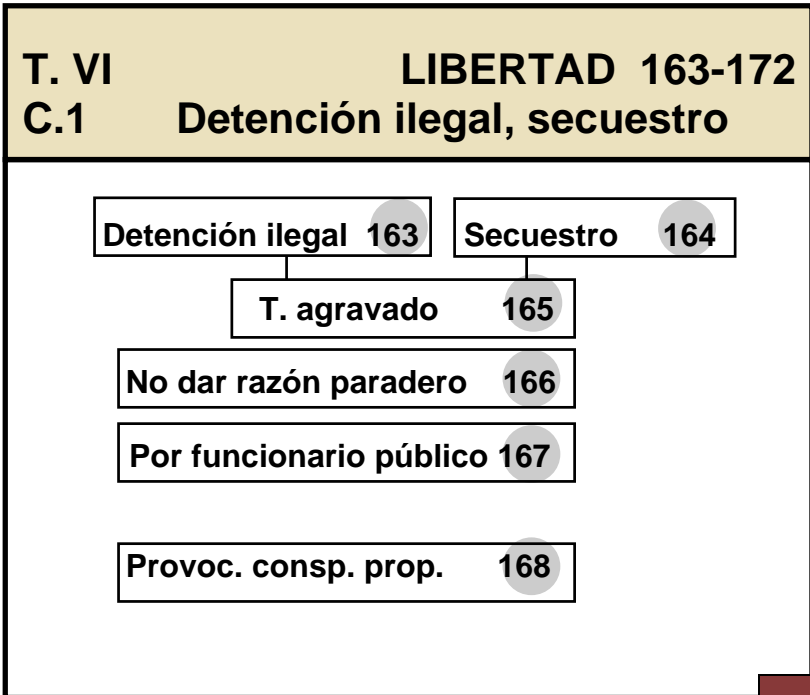 T. VI LIBERTAD 163-172
C.1 Detención ilegal, secuestro
Detención ilegal 163
Secuestro 164
T. agravado 165
No dar razón paradero 166
Por funcionario público 167
Provoc. consp. prop. 168